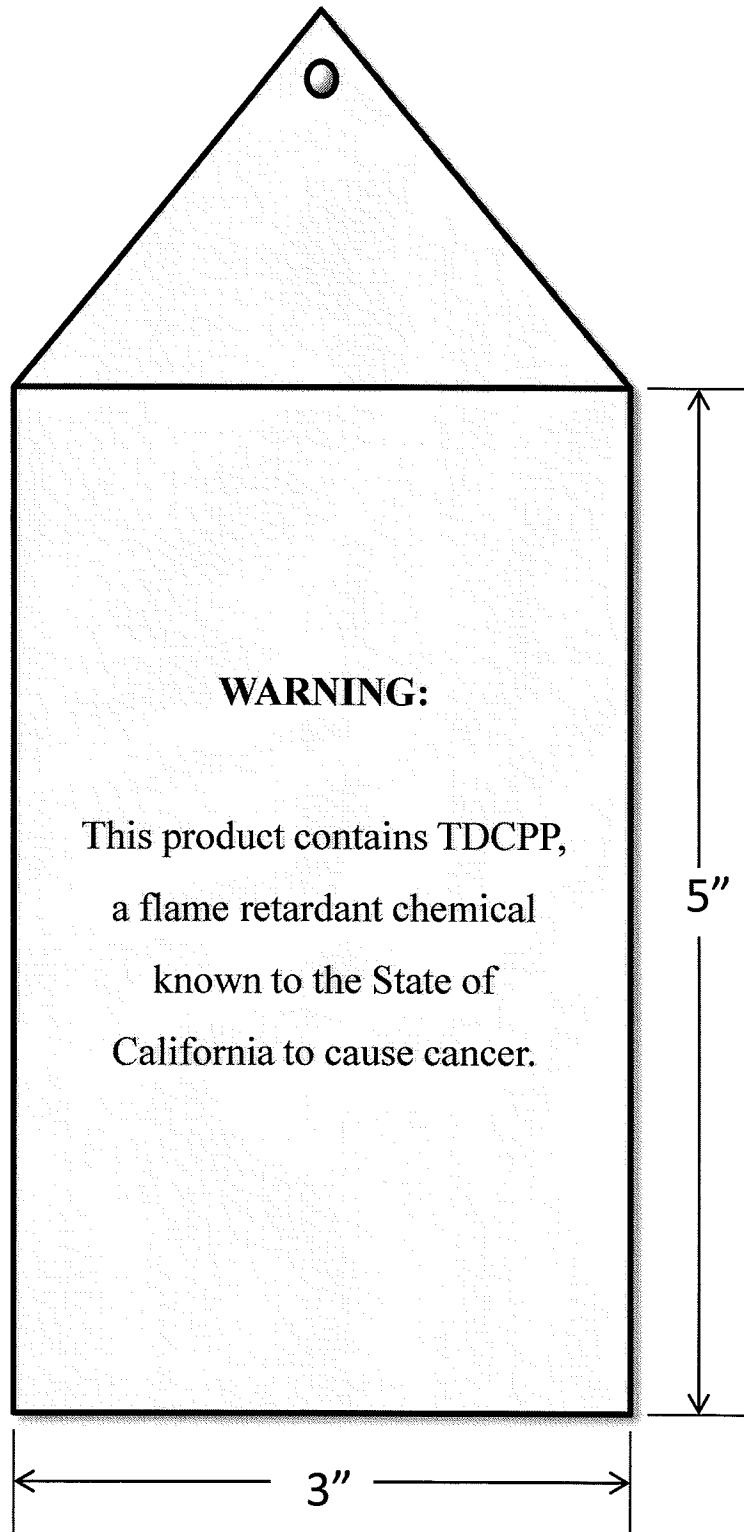 WARNING:
This product contains TDCPP,
a flame retardant chemical
known to the State of
California to cause cancer.
5”
3”